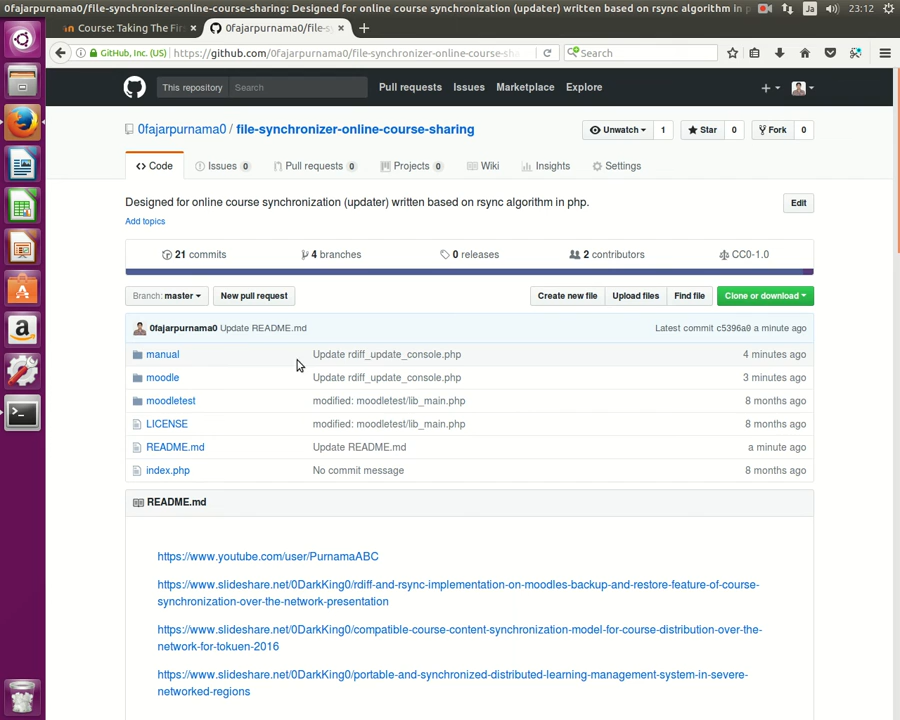 0fajarpurnama0/file-synchronizer-online-course-sharing: Designed for online course synchronization (updater) written based on rsync algorithm in p
Ja
23:12
Course: Taking The Firs
0fajarpurnama0/file-syn
GitHub, Inc. (US)
https://github.com/0fajarpurnama0/file-synchronizer-online-course-sh
Search
This repository
Search
Pull requests
Issues
Marketplace
Explore
0fajarpurnama0 / file-synchronizer-online-course-sharing
Unwatch
1
Star
0
Fork
0
Code
Issues 0
Pull requests 0
Projects 0
Wiki
Insights
Settings
Designed for online course synchronization (updater) written based on rsync algorithm in php.
Edit
Add topics
21 commits
4 branches
0 releases
2 contributors
CC0-1.0
Branch: master
New pull request
Create new file
Upload files
Find file
Clone or download
0fajarpurnama0 Update README.md
Latest commit c5396a0 a minute ago
manual
Update rdiff_update_console.php
4 minutes ago
moodle
Update rdiff_update_console.php
3 minutes ago
moodletest
modified: moodletest/lib_main.php
8 months ago
LICENSE
modified: moodletest/lib_main.php
8 months ago
README.md
Update README.md
a minute ago
index.php
No commit message
8 months ago
README.md
https://www.youtube.com/user/PurnamaABC
https://www.slideshare.net/0DarkKing0/rdiff-and-rsync-implementation-on-moodles-backup-and-restore-feature-of-course-
synchronization-over-the-network-presentation
https://www.slideshare.net/0DarkKing0/compatible-course-content-synchronization-model-for-course-distribution-over-the-
network-for-tokuen-2016
https://www.slideshare.net/0DarkKing0/portable-and-synchronized-distributed-learning-management-system-in-severe-
networked-regions